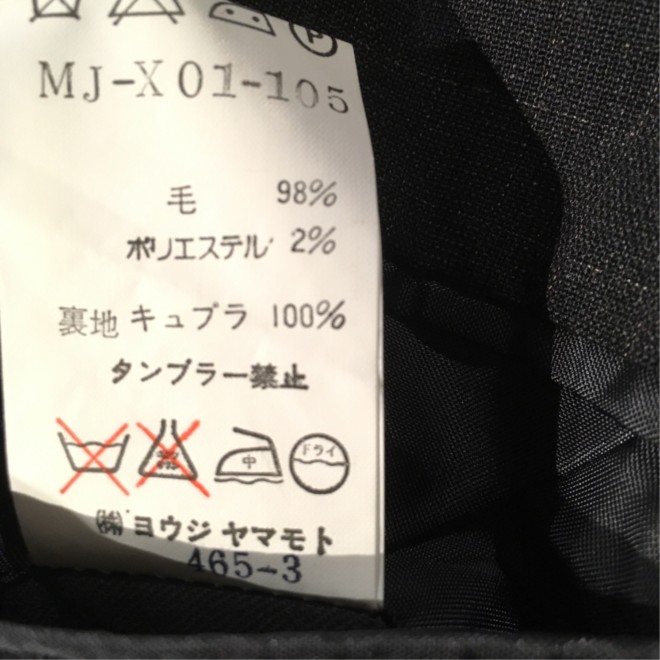 MJ-X01-105
毛 98%
ポリエステル 2%
裏地 キュプラ 100%
タンブラー禁止
中 ドライ
㈱ ヨウジ ヤマモト
465-3